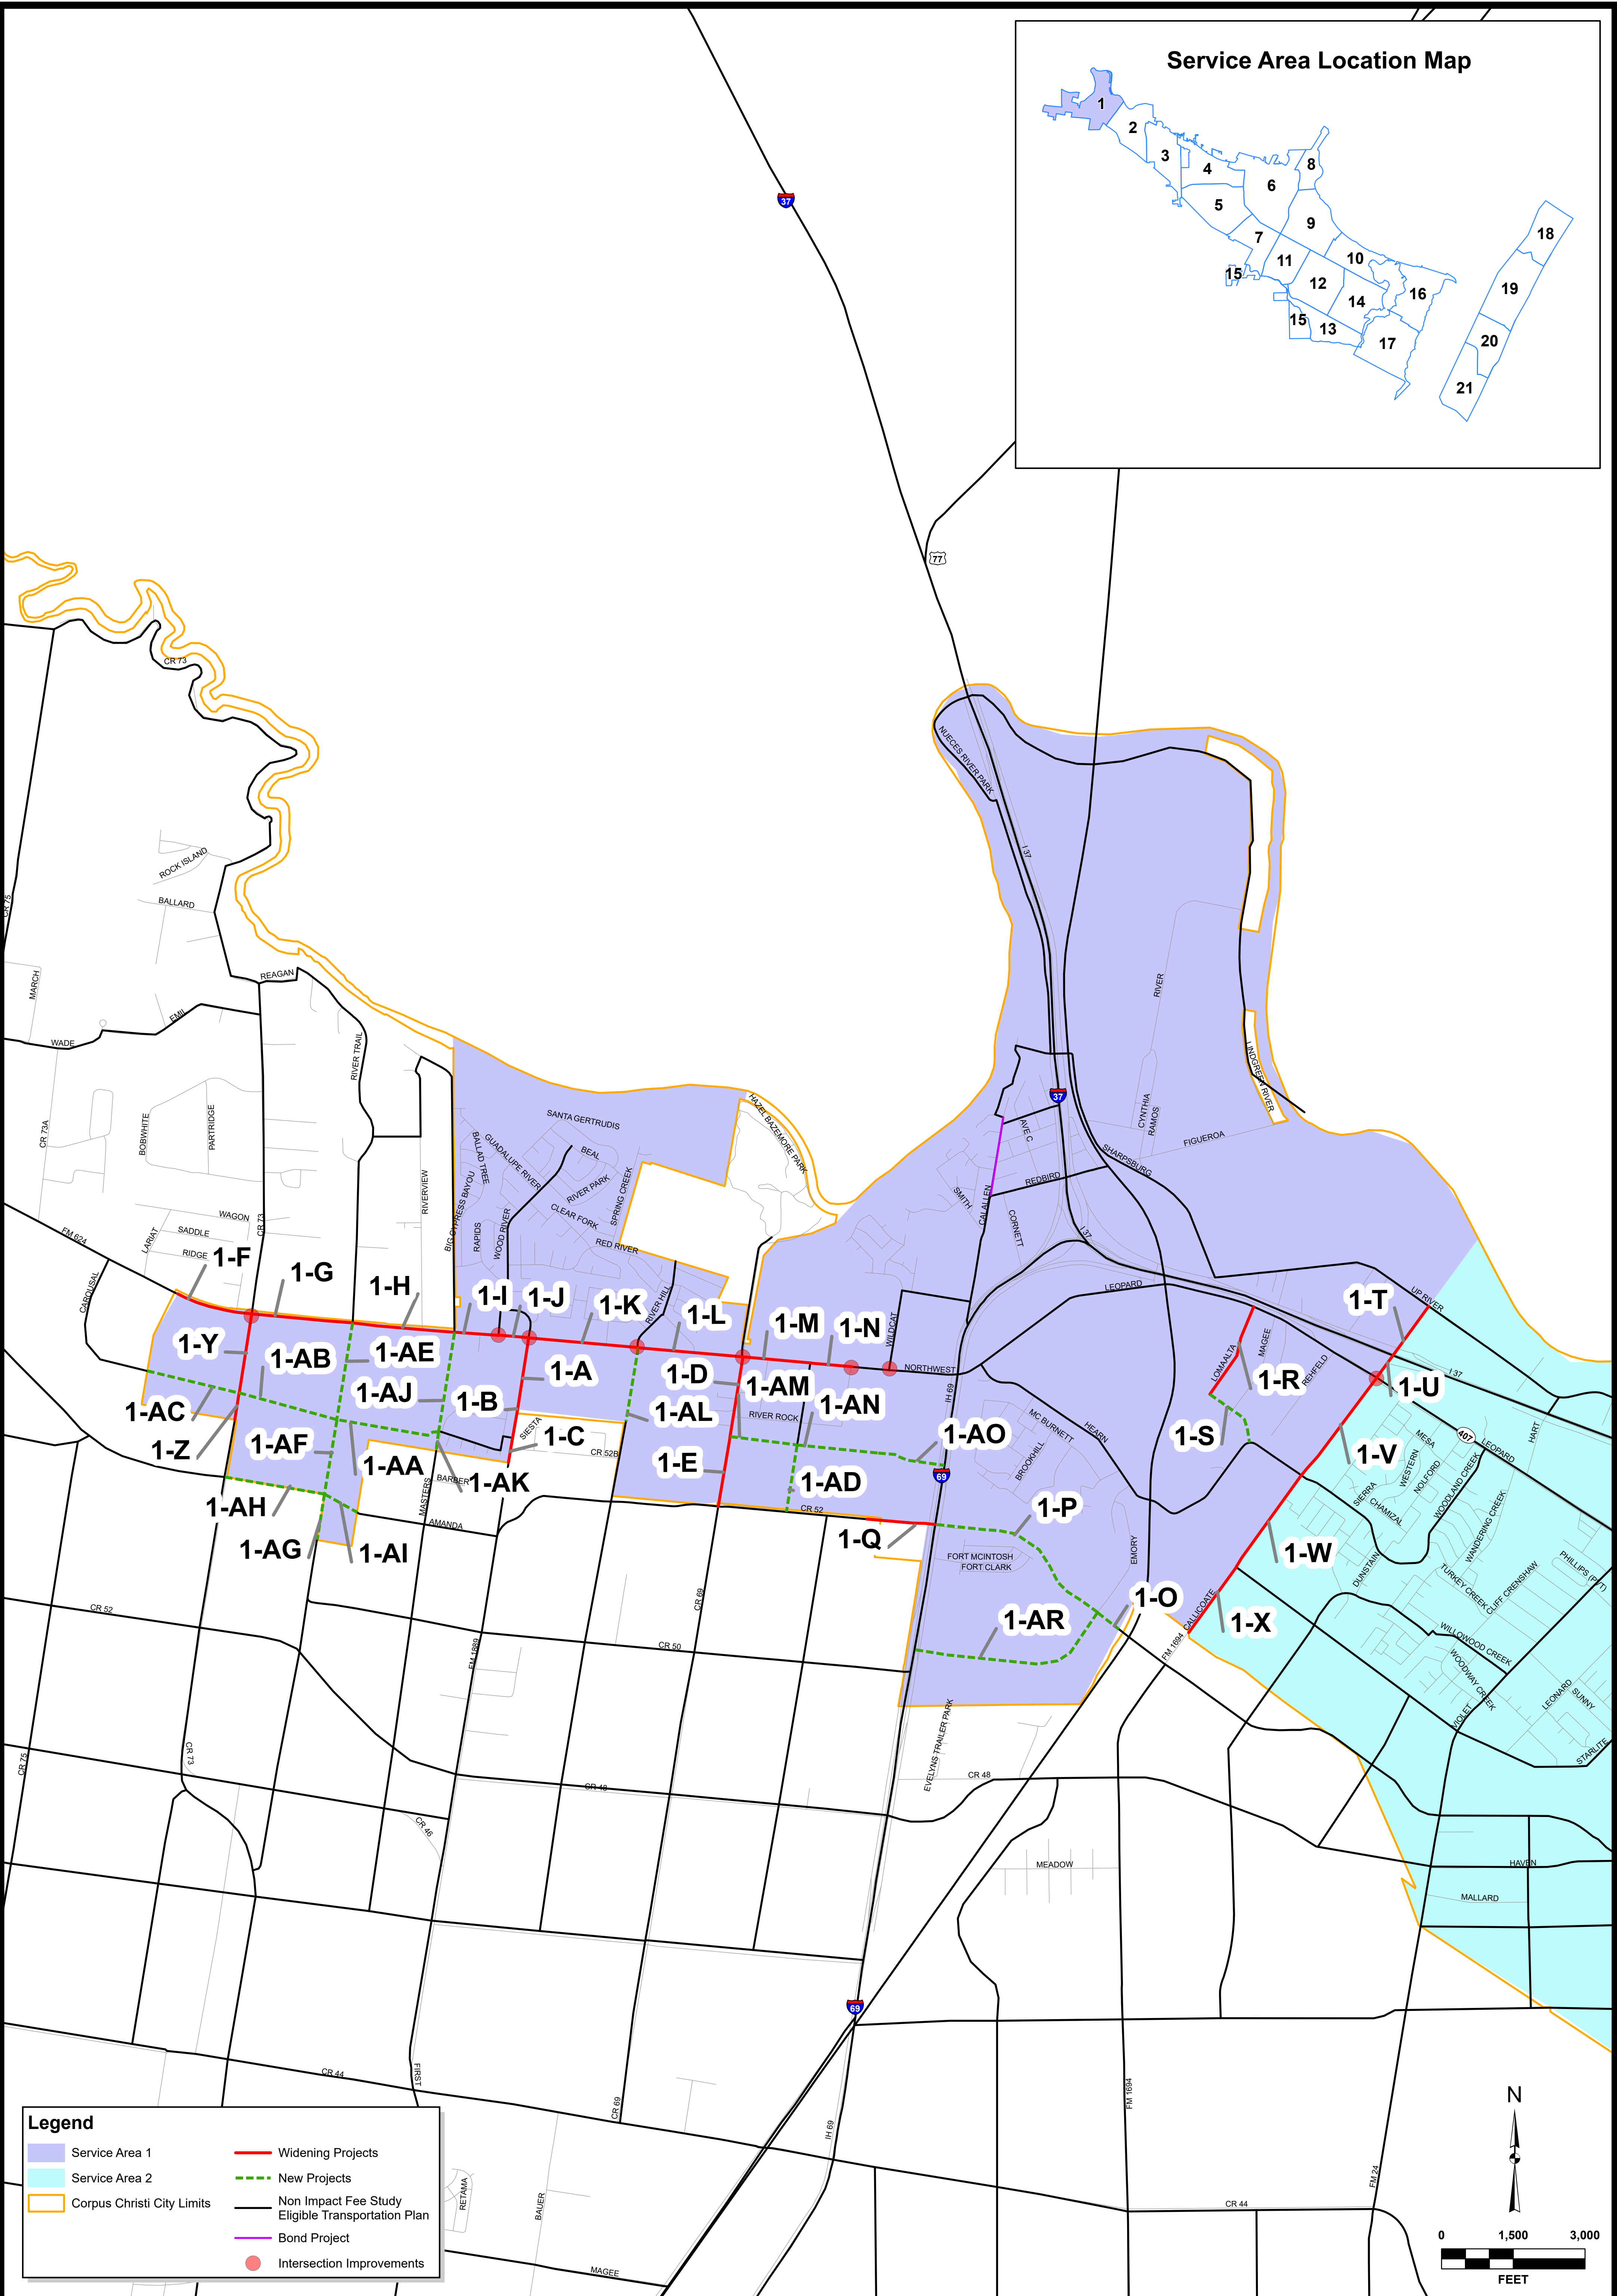 Service Area Location Map
1
2
3
4
5
6
7
8
9
10
11
12
13
14
15
15
16
17
18
19
20
21
37
77
CR 73
ROCK ISLAND
BALLARD
CR 75
MARCH
REAGAN
EMIL
WADE
RIVER TRAIL
CR 73A
BOBWHITE
PARTRIDGE
RIVERVIEW
WAGON
SADDLE
RIDGE
LARIAT
CR 73
FM 624
CAROUSAL
NUECES RIVER PARK
I 37
RIVER
LINDGREEN RIVER
37
CYNTHIA
RAMOS
FIGUEROA
SHARPSBURG
AVE C
REDBIRD
SMITH
CALALLEN
CORNETT
I 37
LEOPARD
SANTA GERTRUDIS
BEAL
BALLAD TREE
GUADALUPE RIVER
RIVER PARK
CLEAR FORK
SPRING CREEK
BIG CYPRESS BAYOU
RAPIDS
WOOD RIVER
RED RIVER
RIVER HILL
HAZEL BAZEMORE PARK
UP RIVER
MAGEE
REHFELD
LOMAALTA
WILDCAT
NORTHWEST
IH 69
I 37
1-F
1-G
1-H
1-I
1-J
1-K
1-L
1-M
1-N
1-T
1-Y
1-AB
1-AE
1-AJ
1-B
1-A
1-D
1-AM
1-AN
1-AL
1-R
1-U
1-AC
1-Z
1-AF
1-AA
1-AK
1-C
1-E
1-AD
1-AO
1-S
1-V
1-AH
1-AG
1-AI
1-Q
1-P
1-W
1-O
1-X
1-AR
RIVER ROCK
SIESTA
CR 52B
BARBER
MASTERS
AMANDA
CR 52
MC BURNETT
HEARN
BROOKHILL
69
FORT MCINTOSH
FORT CLARK
EMORY
CALLICOATE
FM 1694
407
LEOPARD
HART
MESA
WESTERN
NOLFORD
SIERRA
CHAMIZAL
WOODLAND CREEK
WANDERING CREEK
DUNSTAIN
TURKEY CREEK
CLIFF CRENSHAW
PHILLIPS (PVT)
WILLOWOOD CREEK
WOODWAY CREEK
LEONARD
SUNNY
VIOLET
STARLITE
CR 52
FM 1889
CR 69
CR 50
EVELYNS TRAILER PARK
CR 48
CR 75
CR 73
CR 48
CR 46
MEADOW
HAVEN
MALLARD
69
CR 44
FIRST
CR 69
IH 69
FM 1694
FM 24
CR 44
RETAMA
BAUER
MAGEE
Legend
Service Area 1
Service Area 2
Corpus Christi City Limits
Widening Projects
New Projects
Non Impact Fee Study
Eligible Transportation Plan
Bond Project
Intersection Improvements
N
0 1,500 3,000
FEET